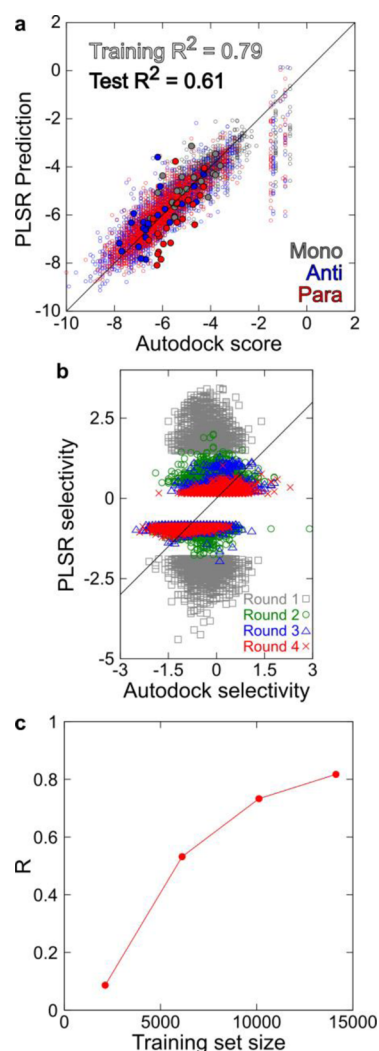 a
Training R² = 0.79
Test R² = 0.61
PLSR Prediction
2
0
-2
-4
-6
-8
-10
Mono
Anti
Para
-10 -8 -6 -4 -2 0 2
Autodock score
b
PLSR selectivity
2.5
0
-2.5
-5
Round 1
Round 2
Round 3
Round 4
-3 -1.5 0 1.5 3
Autodock selectivity
c
R
1
0.8
0.6
0.4
0.2
0
0 5000 10000 15000
Training set size